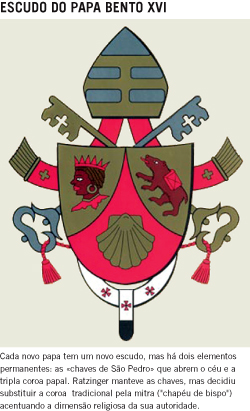 ESCUDO DO PAPA BENTO XVI
Cada novo papa tem um novo escudo, mas há dois elementos
permanentes: as «chaves de São Pedro» que abrem o céu e a
tripla coroa papal. Ratzinger manteve as chaves, mas decidiu
substituir a coroa tradicional pela mitra ("chapéu de bispo")
acentuando a dimensão religiosa da sua autoridade.